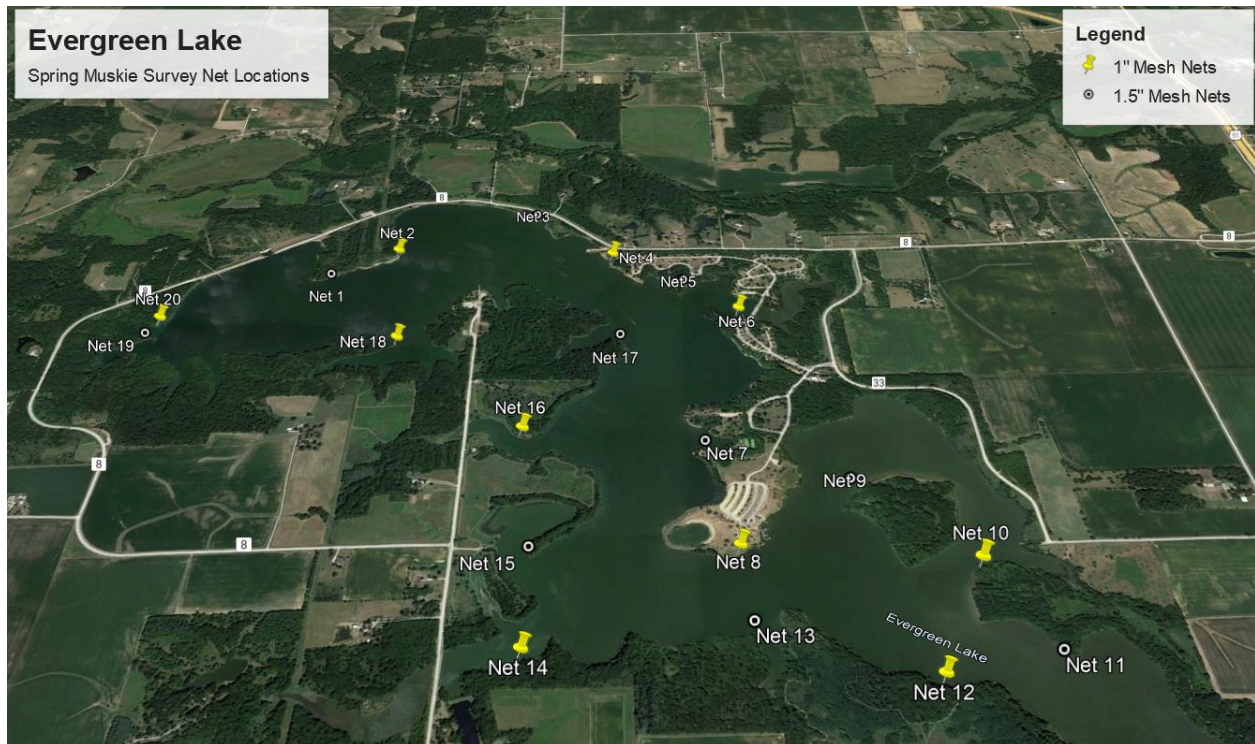 Evergreen Lake
Spring Muskie Survey Net Locations
Legend
1" Mesh Nets
1.5" Mesh Nets
8
Net 3
Net 2
8
8
Net 4
Net 5
Net 1
8
Net 20
Net 6
Net 19
Net 18
Net 17
33
Net 16
Net 7
8
Net 9
Net 10
8
Net 15
Net 8
Evergreen Lake
Net 13
Net 11
Net 14
Net 12